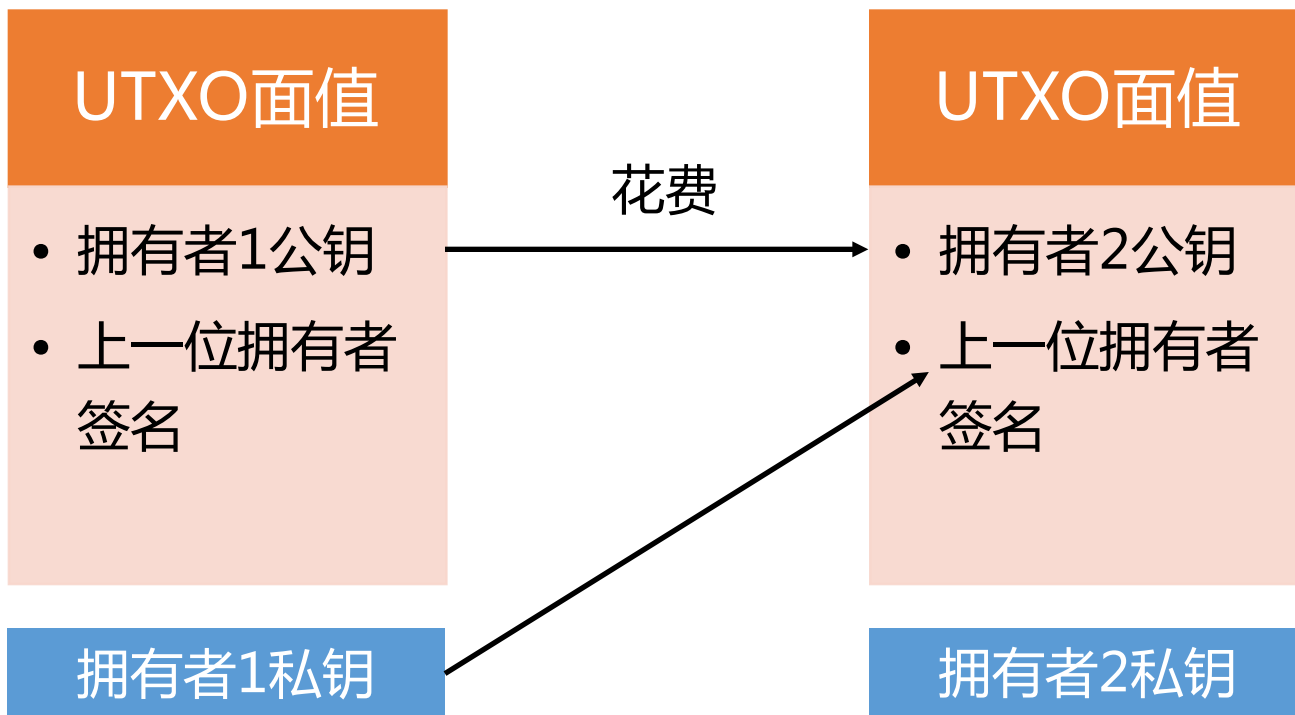 UTXO面值
• 拥有者1公钥
• 上一位拥有者
签名
拥有者1私钥
花费
UTXO面值
• 拥有者2公钥
• 上一位拥有者
签名
拥有者2私钥